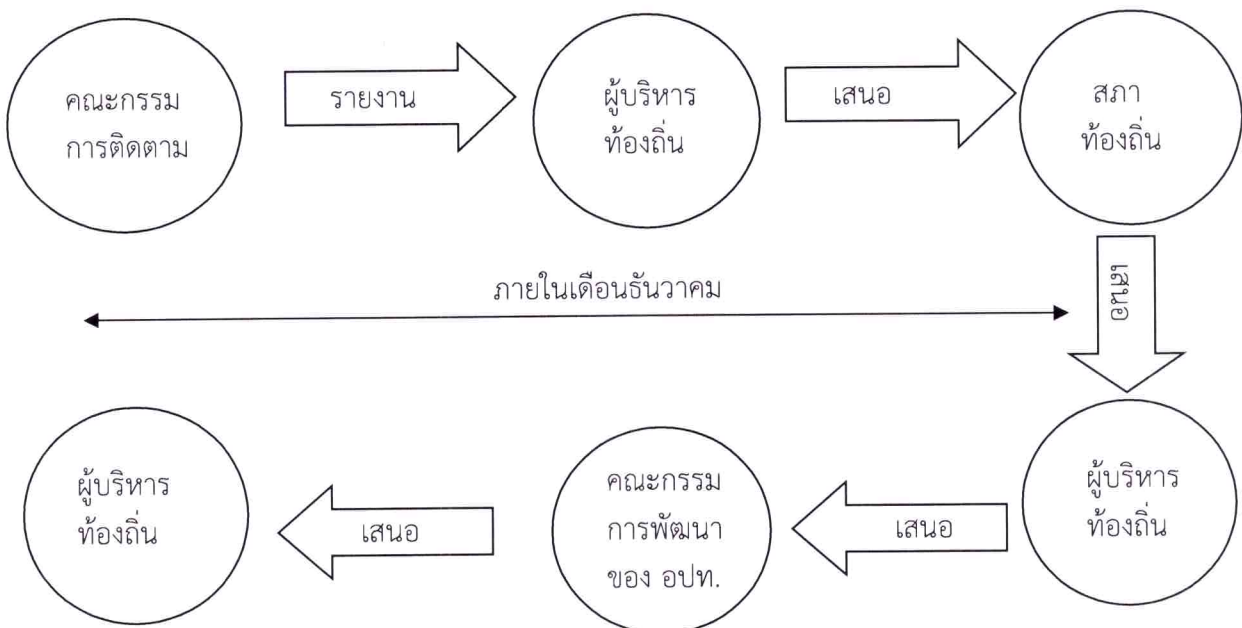 คณะกรรม
การติดตาม
รายงาน
ผู้บริหาร
ท้องถิ่น
เสนอ
สภา
ท้องถิ่น
เสนอ
ภายในเดือนธันวาคม
ผู้บริหาร
ท้องถิ่น
เสนอ
คณะกรรม
การพัฒนา
ของ อปท.
เสนอ
ผู้บริหาร
ท้องถิ่น